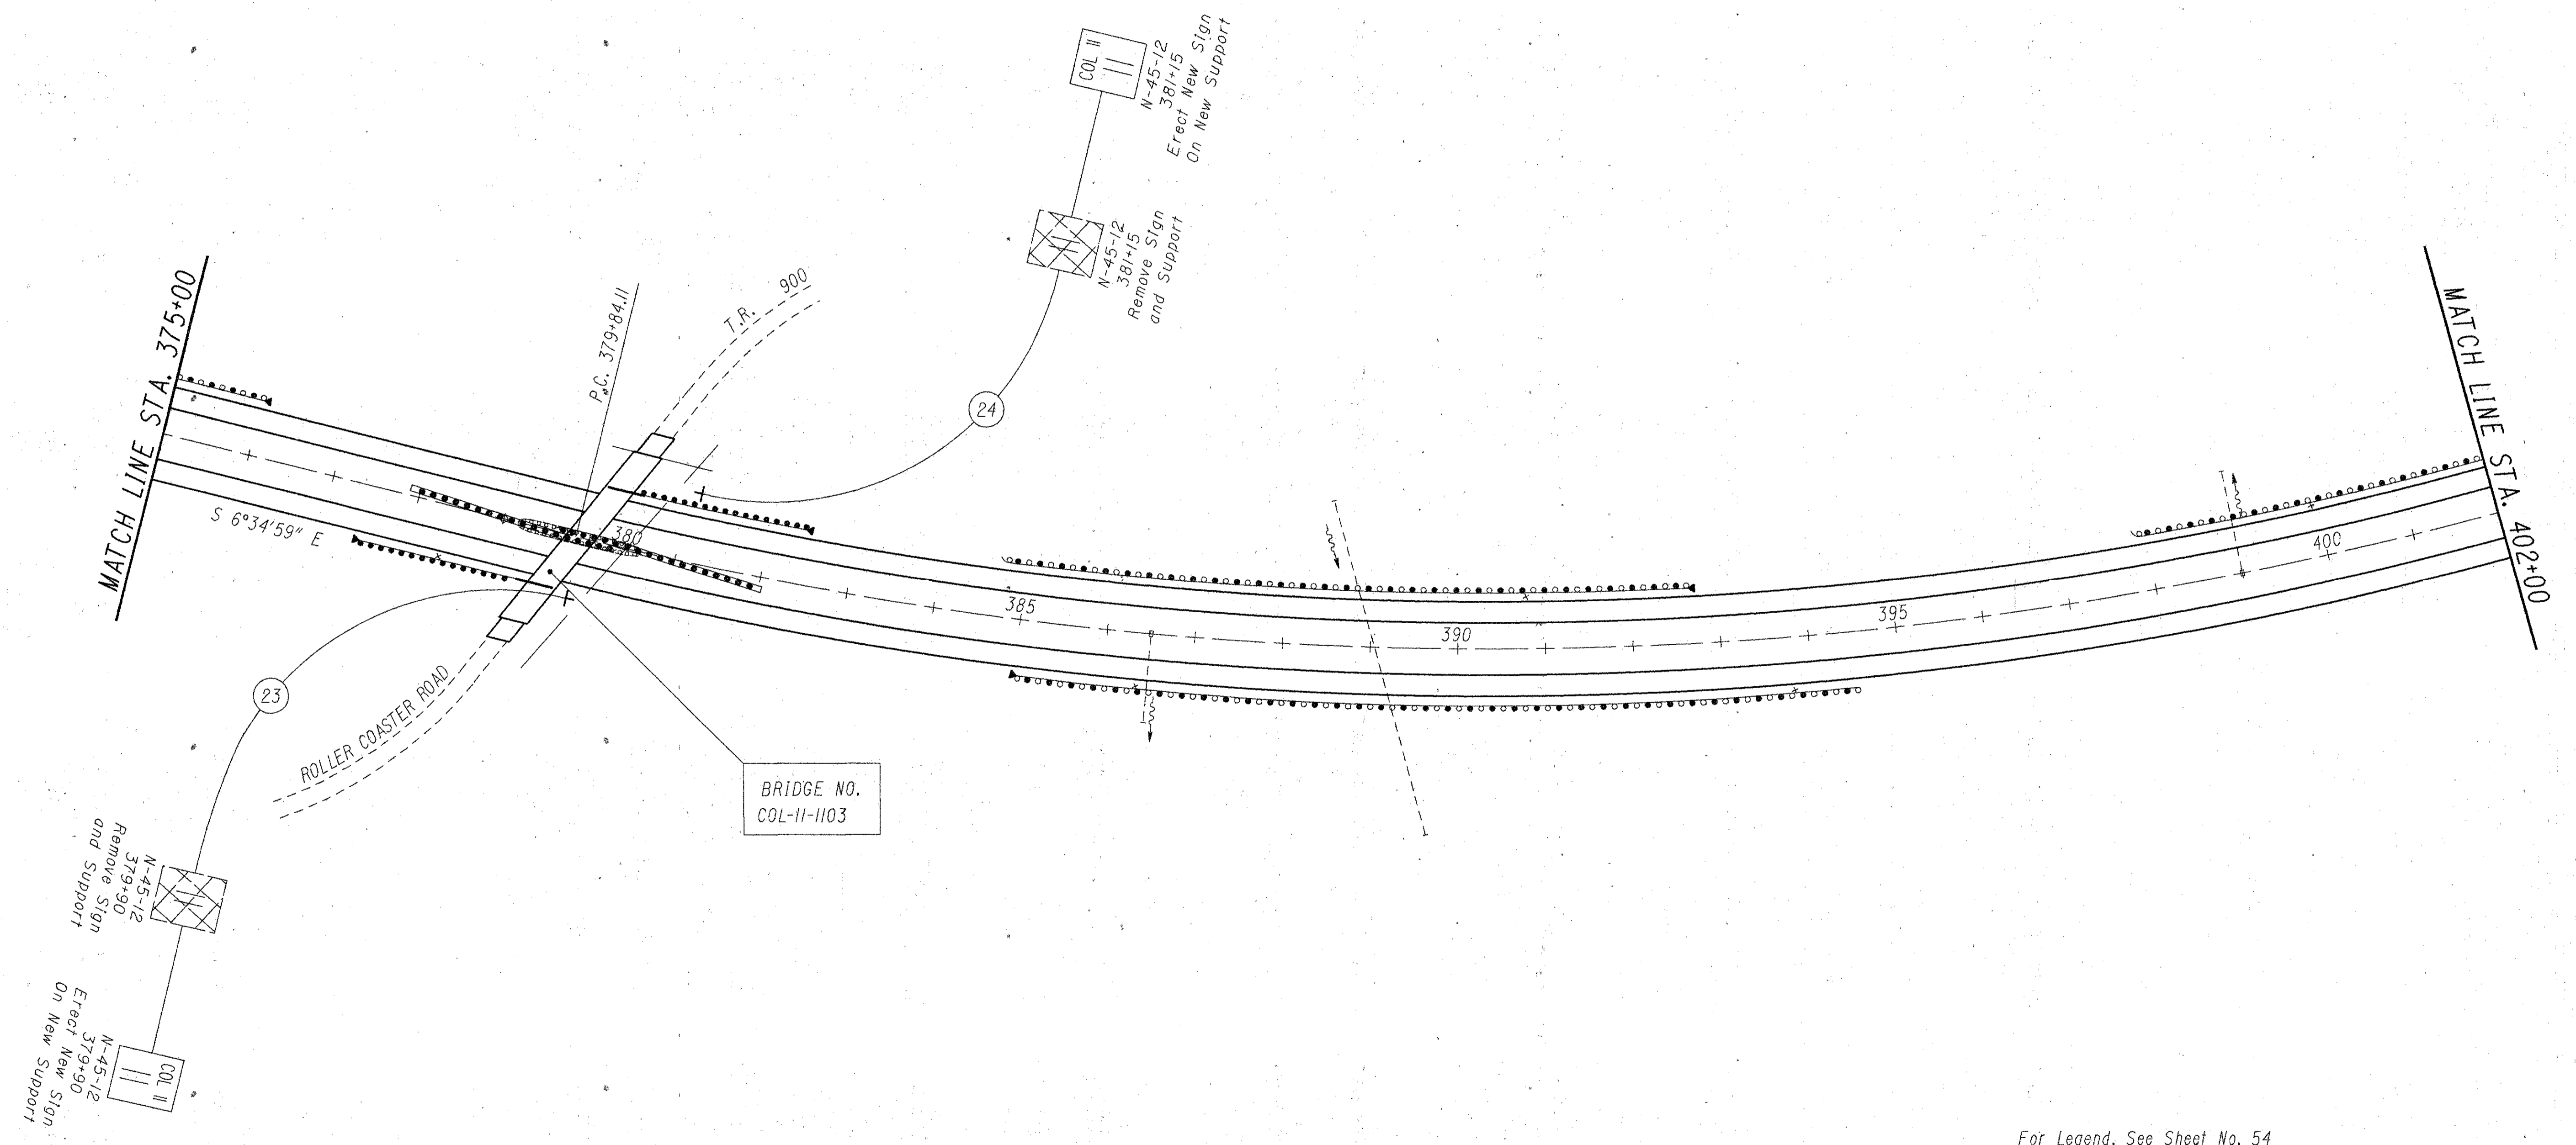 COL 11
11
N-45-12
381+15
Erect New Sign
On New Support
N-45-12
381+15
Remove Sign
and Support
24
MATCH LINE STA. 375+00
S 6°34'59" E
P.C. 379+84.11
T.R. 900
380
385
390
395
400
MATCH LINE STA. 402+00
23
ROLLER COASTER ROAD
BRIDGE NO.
COL-11-1103
N-45-12
379+90
Remove Sign
and Support
N-45-12
379+90
Erect New Sign
On New Support
COL 11
11
For Legend, See Sheet No. 54